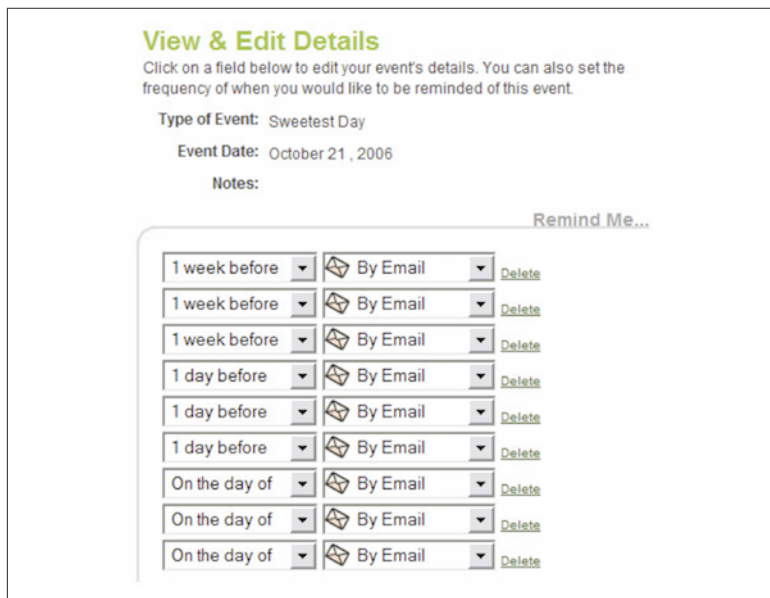 View & Edit Details
Click on a field below to edit your event's details. You can also set the
frequency of when you would like to be reminded of this event.
Type of Event: Sweetest Day
Event Date: October 21 , 2006
Notes:
Remind Me...
1 week before By Email Delete
1 week before By Email Delete
1 week before By Email Delete
1 day before By Email Delete
1 day before By Email Delete
1 day before By Email Delete
On the day of By Email Delete
On the day of By Email Delete
On the day of By Email Delete